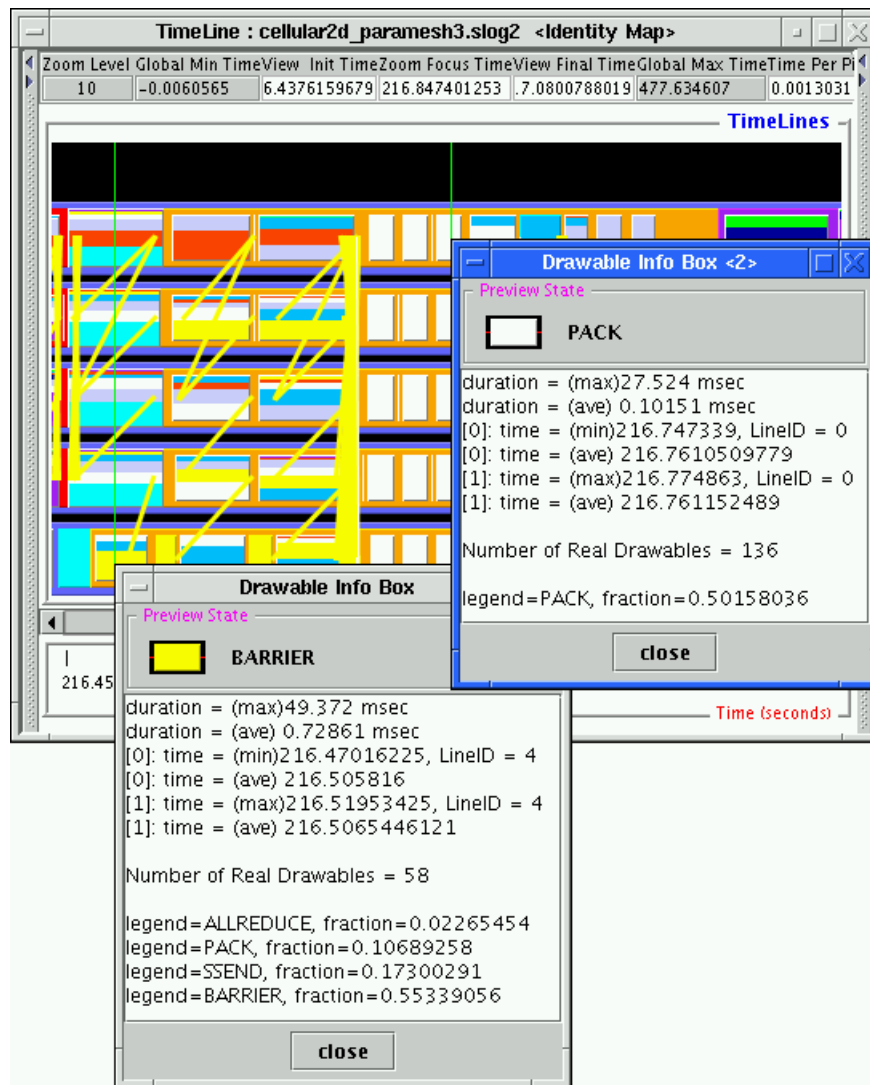 TimeLine : cellular2d_paramesh3.slog2 <Identity Map>
Zoom Level Global Min Time View Init Time Zoom Focus Time View Final Time Global Max Time Time Per Pi
10 -0.0060565 6.4376159679 216.847401253 .7.0800788019 477.634607 0.0013031
TimeLines
Drawable Info Box <2>
Preview State
PACK
duration = (max)27.524 msec
duration = (ave) 0.10151 msec
[0]: time = (min)216.747339, LineID = 0
[0]: time = (ave) 216.7610509779
[1]: time = (max)216.774863, LineID = 0
[1]: time = (ave) 216.761152489
Number of Real Drawables = 136
legend=PACK, fraction=0.50158036
close
216.45
Time (seconds)
Drawable Info Box
Preview State
BARRIER
duration = (max)49.372 msec
duration = (ave) 0.72861 msec
[0]: time = (min)216.47016225, LineID = 4
[0]: time = (ave) 216.505816
[1]: time = (max)216.51953425, LineID = 4
[1]: time = (ave) 216.5065446121
Number of Real Drawables = 58
legend=ALLREDUCE, fraction=0.02265454
legend=PACK, fraction=0.10689258
legend=SSEND, fraction=0.17300291
legend=BARRIER, fraction=0.55339056
close